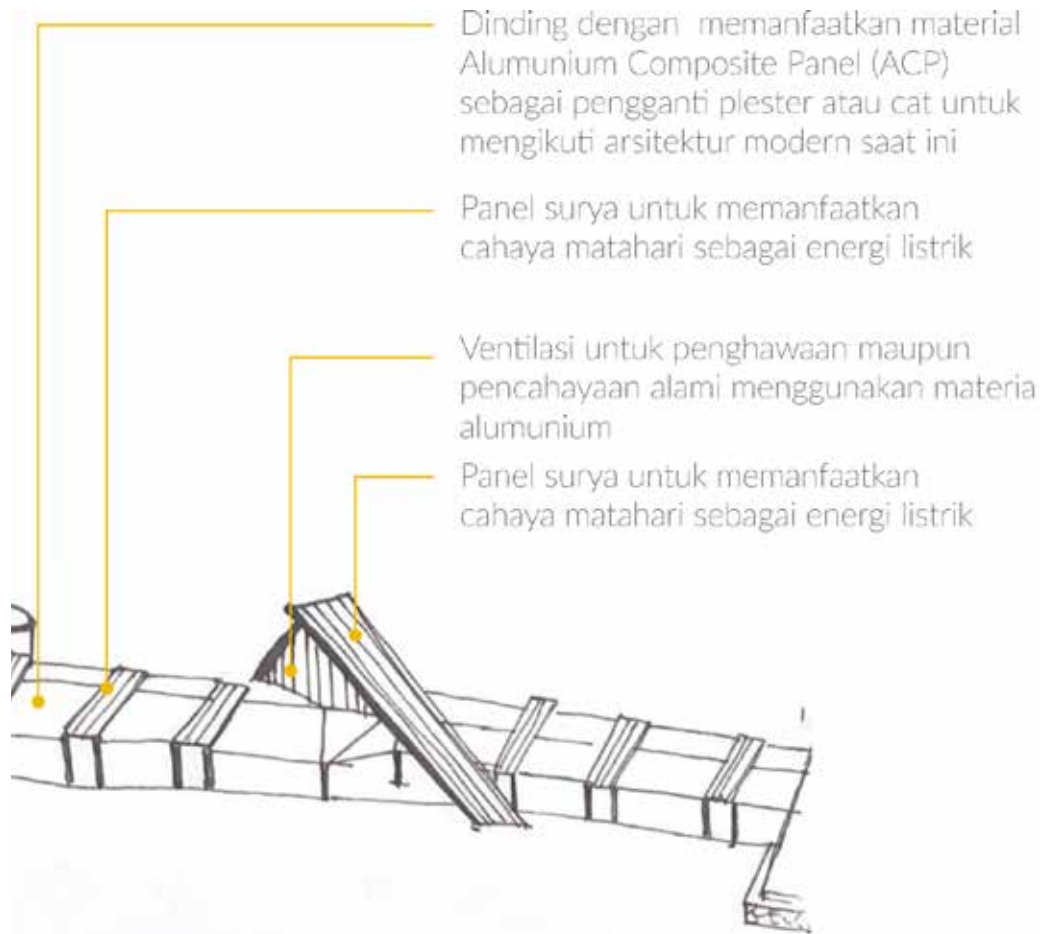 Dinding dengan memanfaatkan material
Alumunium Composite Panel (ACP)
sebagai pengganti plester atau cat untuk
mengikuti arsitektur modern saat ini
Panel surya untuk memanfaatkan
cahaya matahari sebagai energi listrik
Ventilasi untuk penghawaan maupun
pencahayaan alami menggunakan materia
alumunium
Panel surya untuk memanfaatkan
cahaya matahari sebagai energi listrik